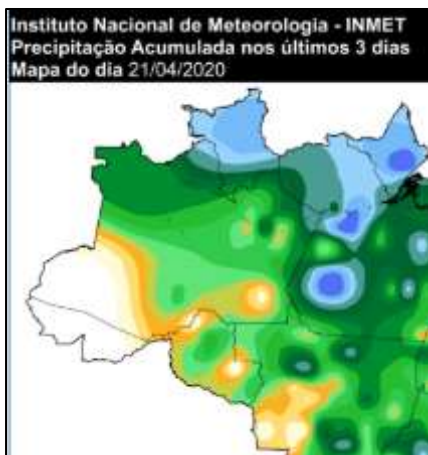 Instituto Nacional de Meteorologia - INMET
Precipitação Acumulada nos últimos 3 dias
Mapa do dia 21/04/2020